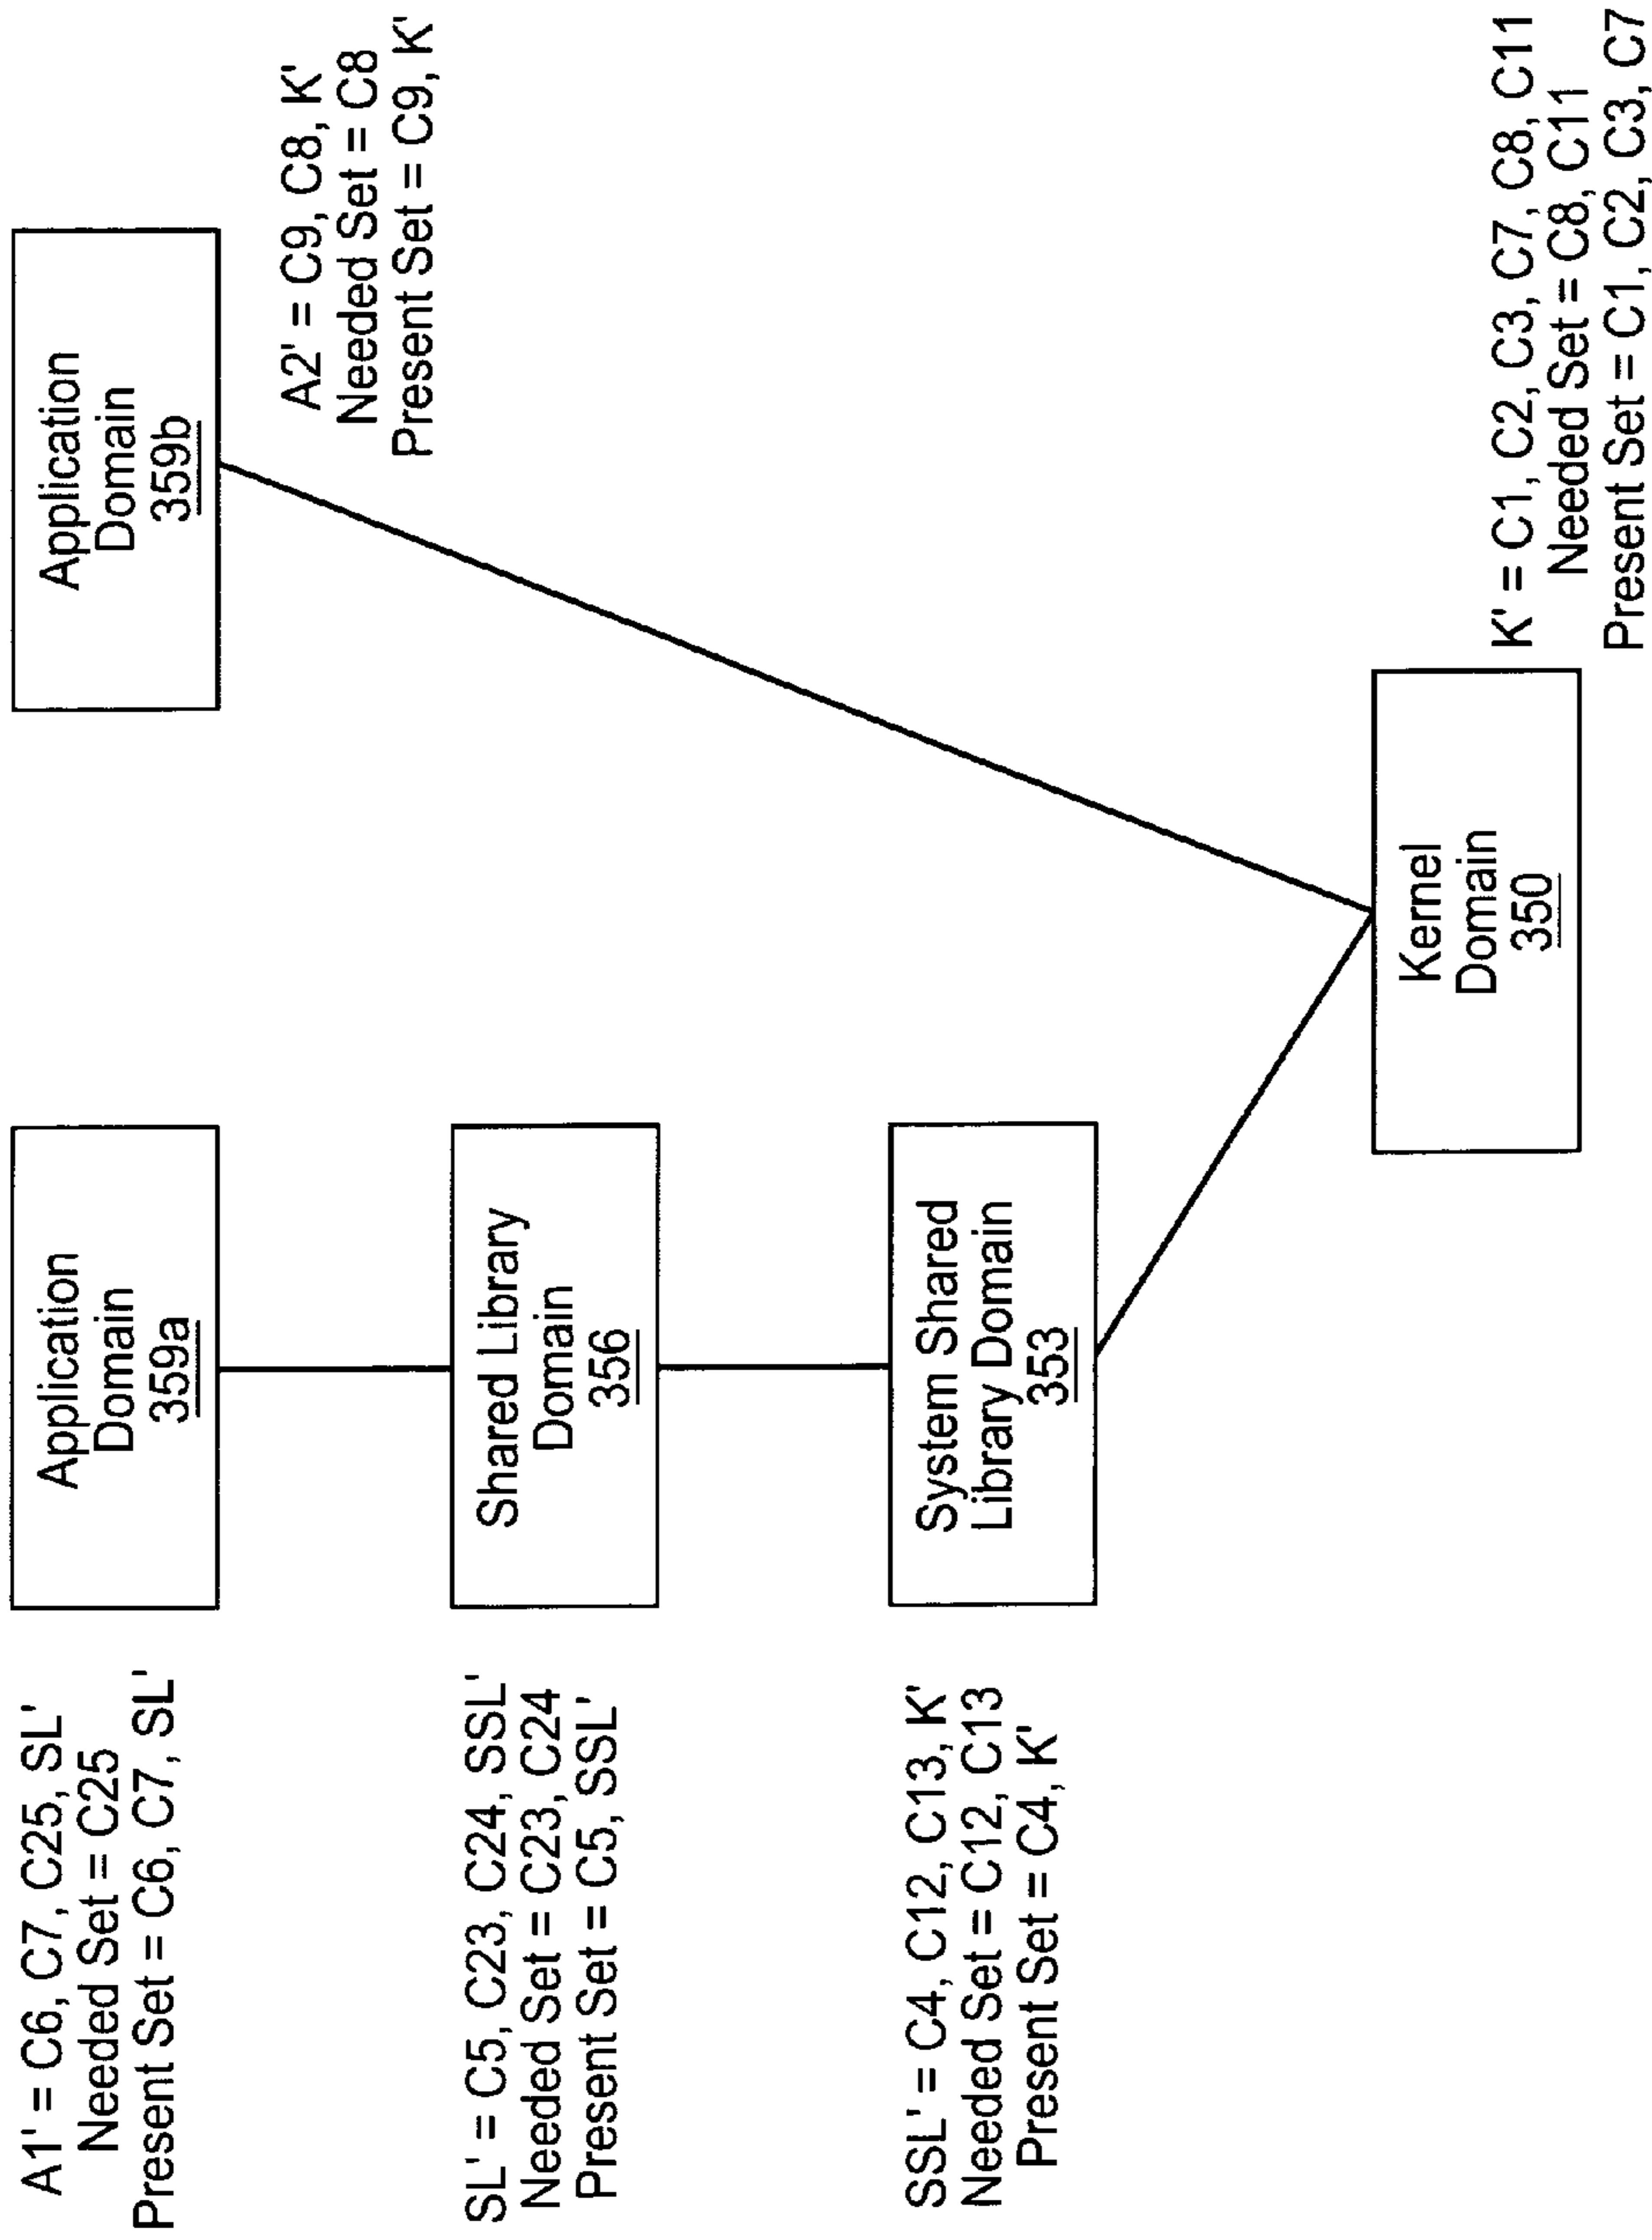 A1' = C6, C7, C25, SL'
Needed Set = C25
Present Set = C6, C7, SL'
Application
Domain
359a
Application
Domain
359b
A2' = C9, C8, K'
Needed Set = C8
Present Set = C9, K'
SL' = C5, C23, C24, SSL'
Needed Set = C23, C24
Present Set = C5, SSL'
Shared Library
Domain
356
SSL' = C4, C12, C13, K'
Needed Set = C12, C13
Present Set = C4, K'
System Shared
Library Domain
353
Kernel
Domain
350
K' = C1, C2, C3, C7, C8, C11
Needed Set = C8, C11
Present Set = C1, C2, C3, C7